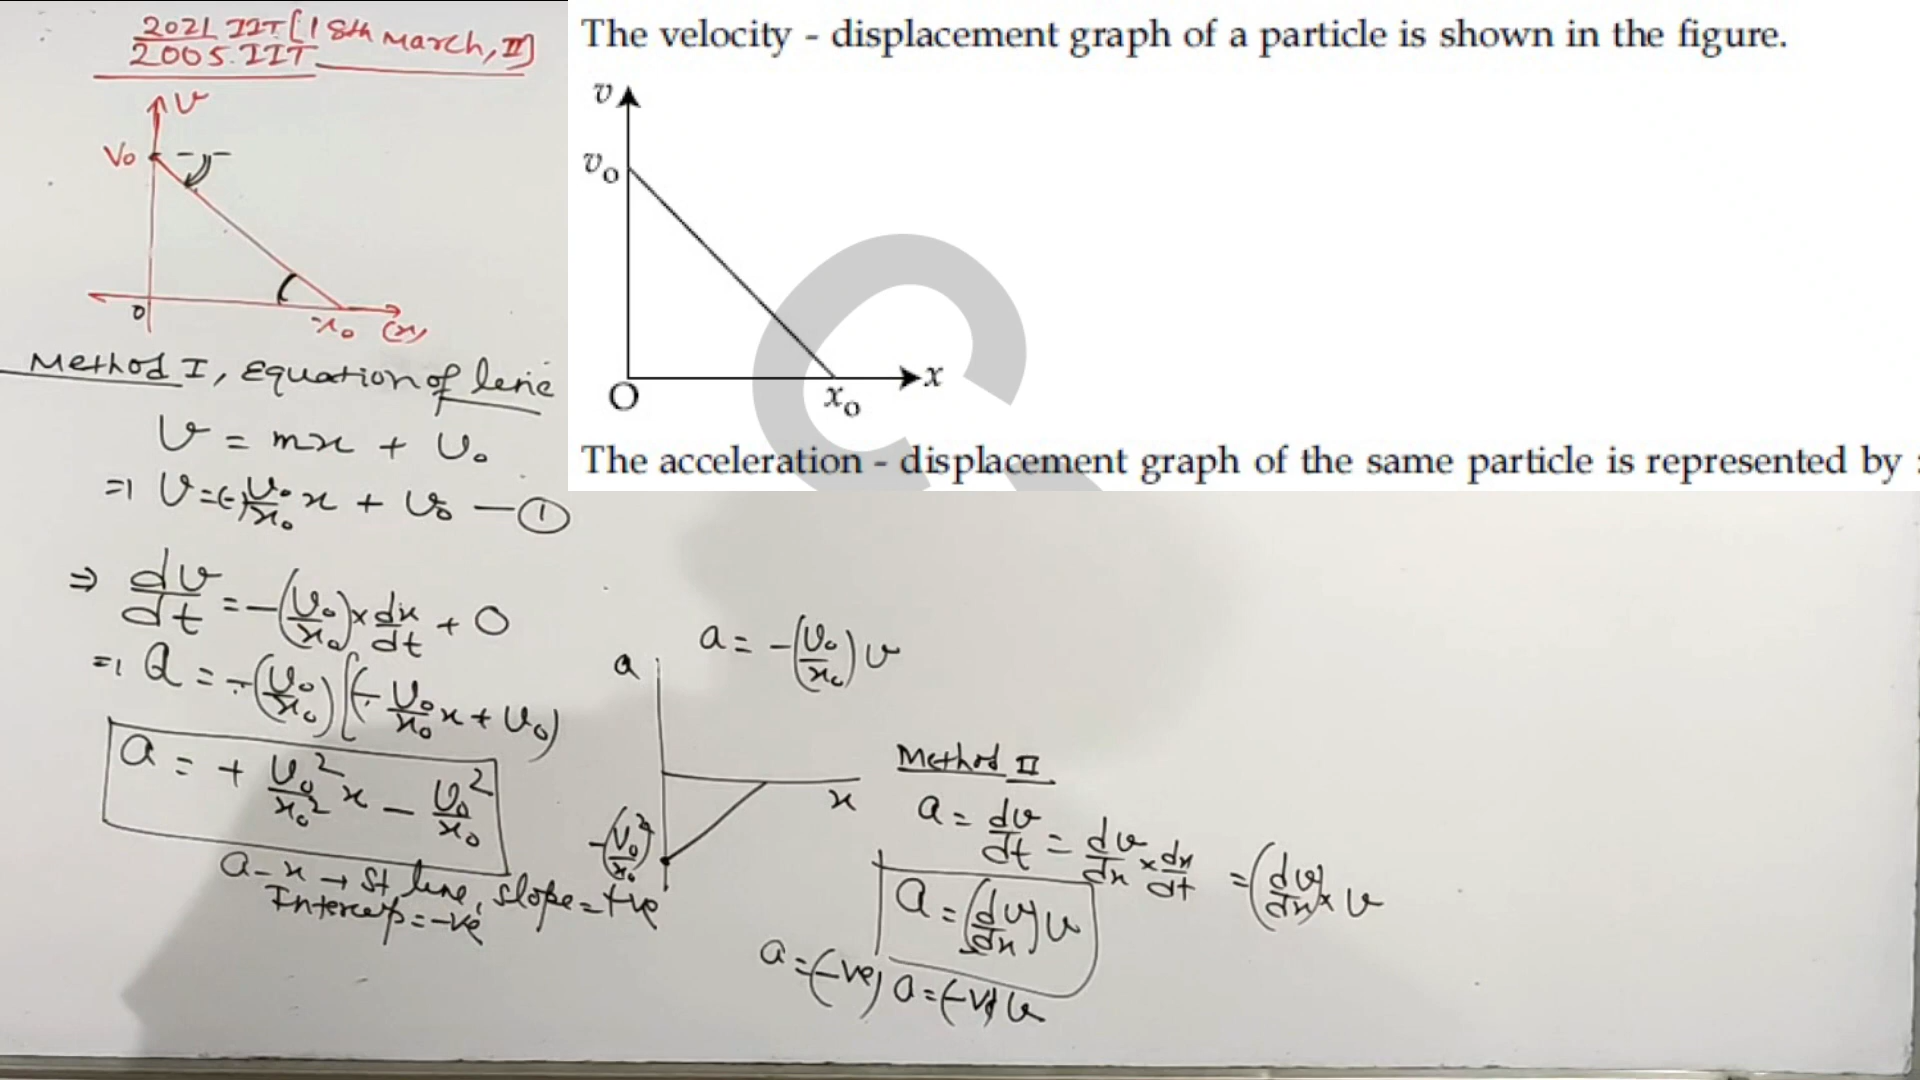 2021 IIT [18th March, II]
2005. IIT
V
V₀
0
x₀ (x)
Method I, Equation of line
v = mx + v₀
⇒ v = (-) v₀/x₀ x + v₀ — ①
⇒ dv/dt = -(v₀/x₀) × dx/dt + 0
⇒ a = -(v₀/x₀) (- v₀/x₀ x + v₀)
a = + v₀²/x₀² x - v₀²/x₀
a - x → St. line, slope = +ve
Intercep = -ve
The velocity - displacement graph of a particle is shown in the figure.
v
v₀
O
x₀
x
The acceleration - displacement graph of the same particle is represented by :
a = -(v₀/x₀) v
a
x
-(v₀²/x₀)
Method II
a = dv/dt = dv/dx × dx/dt = (dv/dx) × v
a = (dv/dx) v
a = (-ve) a = (-ve) v